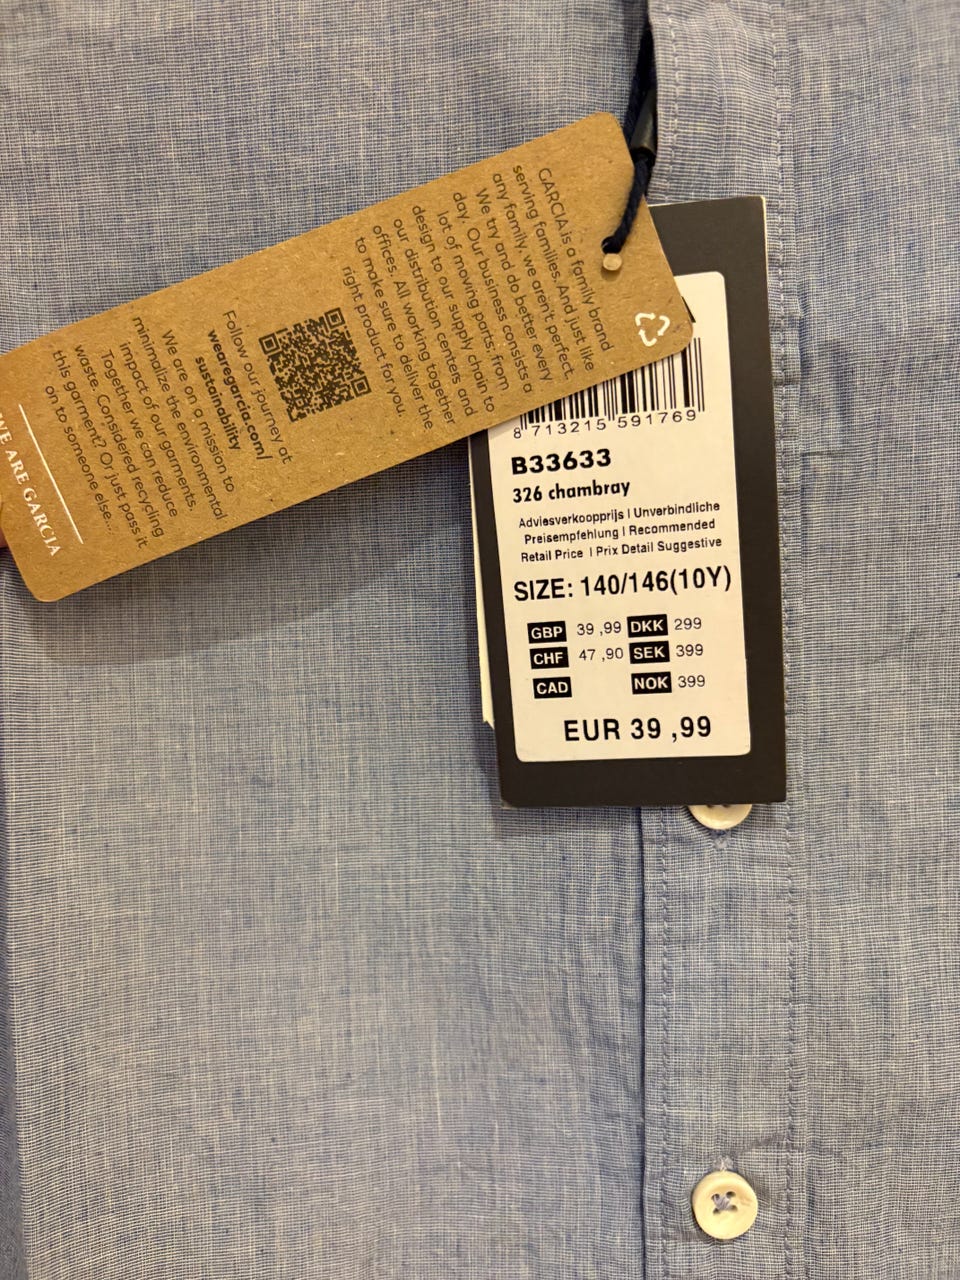 GARCIA is a family brand
serving families. And just like
any family, we aren't perfect.
We try and do better every
day. Our business consists a
lot of moving parts, from
design to our supply chain to
our distribution centers and
offices. All working together
to make sure to deliver the
right product for you.
Follow our journey at
wearegarcia.com/
sustainability
We are on a mission to
minimalize the environmental
impact of our garments.
Together we can reduce
waste. Considered recycling
this garment? Or just pass it
on to someone else...
WE ARE GARCIA
8 713215 591769
B33633
326 chambray
Adviesverkoopprijs | Unverbindliche
Preisempfehlung | Recommended
Retail Price | Prix Detail Suggestive
SIZE: 140/146(10Y)
GBP 39 ,99 DKK 299
CHF 47 ,90 SEK 399
CAD NOK 399
EUR 39 ,99